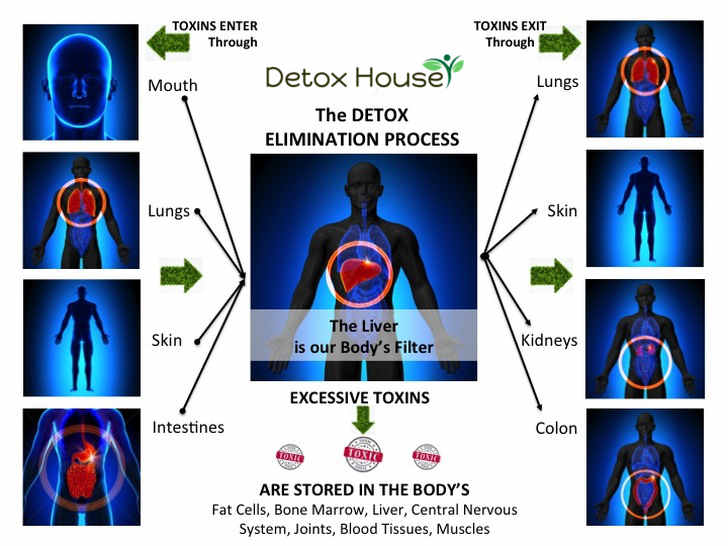 TOXINS ENTER
Through
TOXINS EXIT
Through
Detox House
The DETOX
ELIMINATION PROCESS
Mouth
Lungs
Skin
Intestines
The Liver
is our Body's Filter
Lungs
Skin
Kidneys
Colon
EXCESSIVE TOXINS
TOXIC
TOXIC
TOXIC
ARE STORED IN THE BODY'S
Fat Cells, Bone Marrow, Liver, Central Nervous
System, Joints, Blood Tissues, Muscles